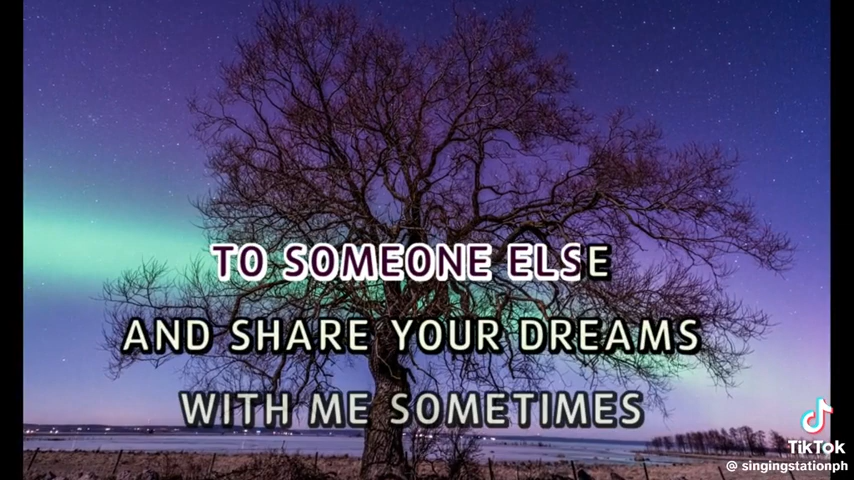 TO SOMEONE ELSE
AND SHARE YOUR DREAMS
WITH ME SOMETIMES
TikTok
@ singingstationph